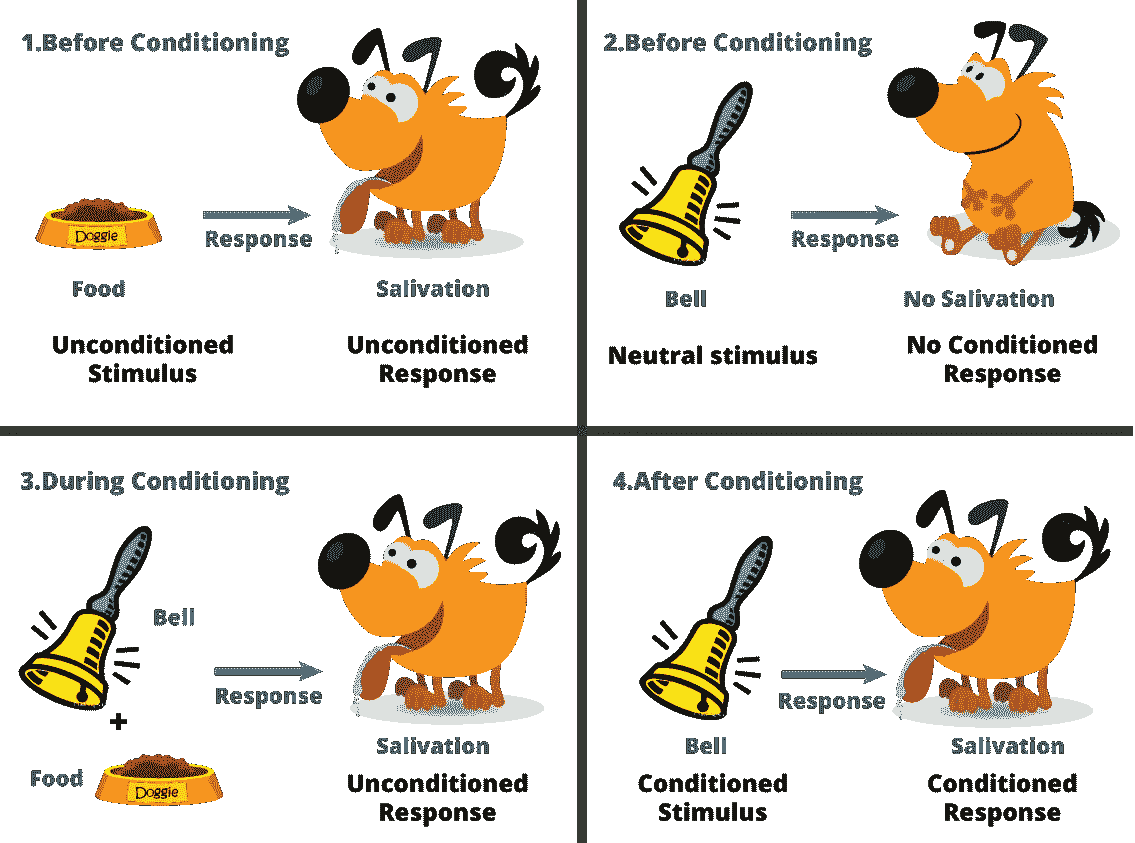 1.Before Conditioning
Doggie
Response
Food
Salivation
Unconditioned
Stimulus
Unconditioned
Response
2.Before Conditioning
Response
Bell
No Salivation
Neutral stimulus
No Conditioned
Response
3.During Conditioning
Bell
Response
+
Food
Doggie
Salivation
Unconditioned
Response
4.After Conditioning
Response
Bell
Salivation
Conditioned
Stimulus
Conditioned
Response